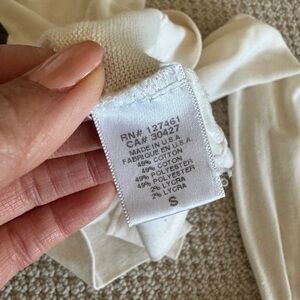 RN# 127461
CA# 30427
MADE IN U.S.A.
FABRIQUE EN U.S.A.
49% COTTON
49% COTON
49% POLYESTER
49% POLYESTER
2% LYCRA
2% LYCRA
S